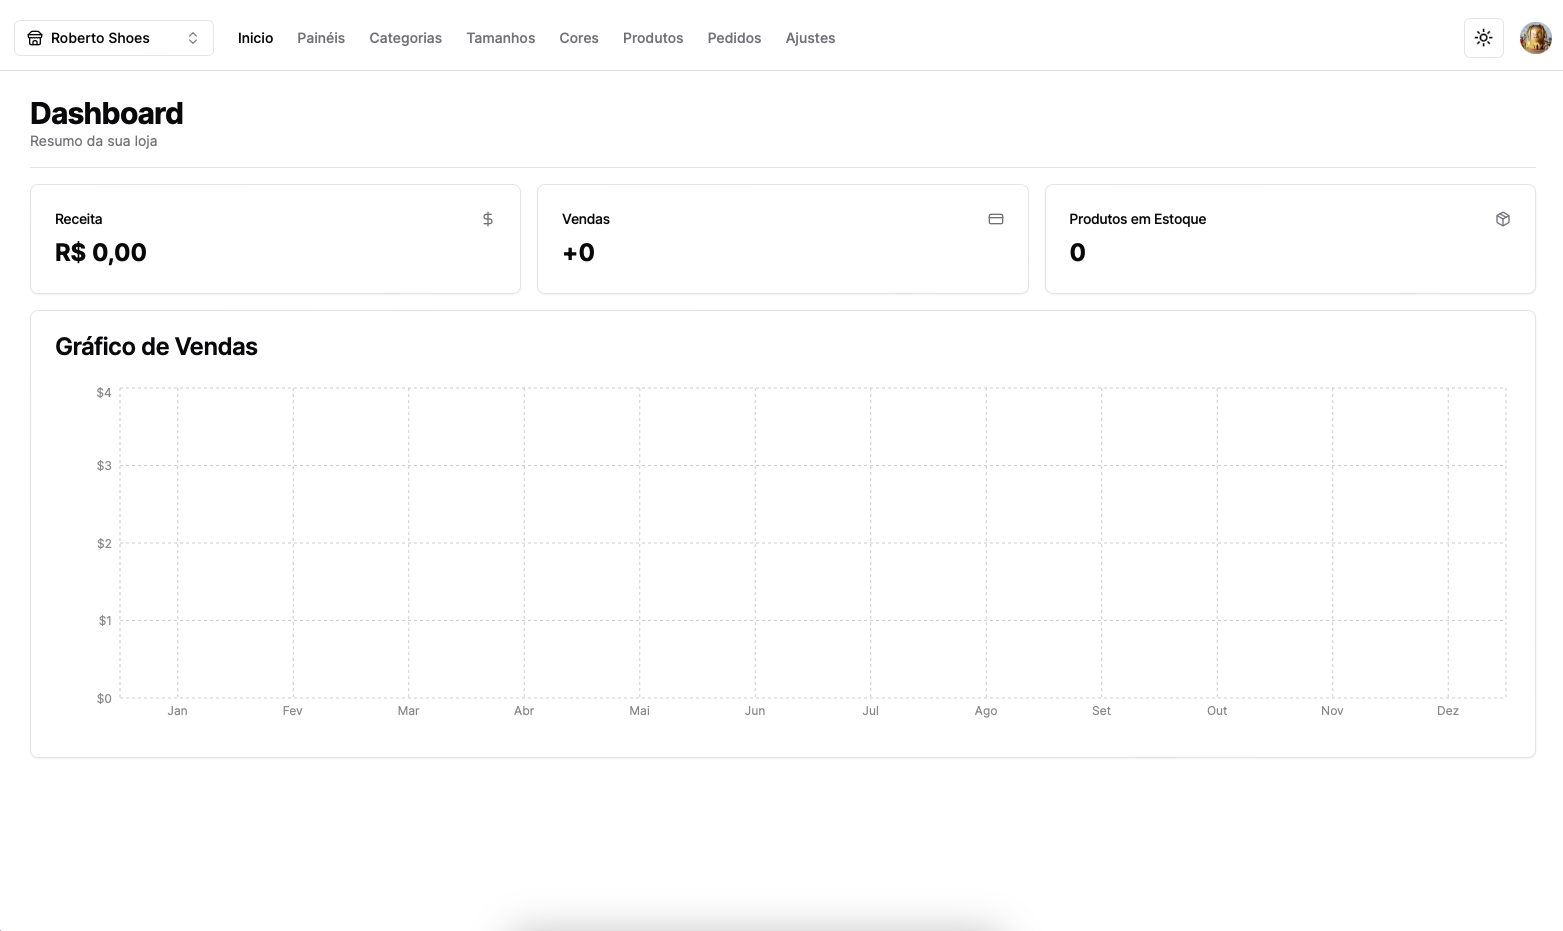 Roberto Shoes
Inicio Painéis Categorias Tamanhos Cores Produtos Pedidos Ajustes
Dashboard
Resumo da sua loja
Receita
R$ 0,00
Vendas
+0
Produtos em Estoque
0
Gráfico de Vendas
$4
$3
$2
$1
$0
Jan Fev Mar Abr Mai Jun Jul Ago Set Out Nov Dez